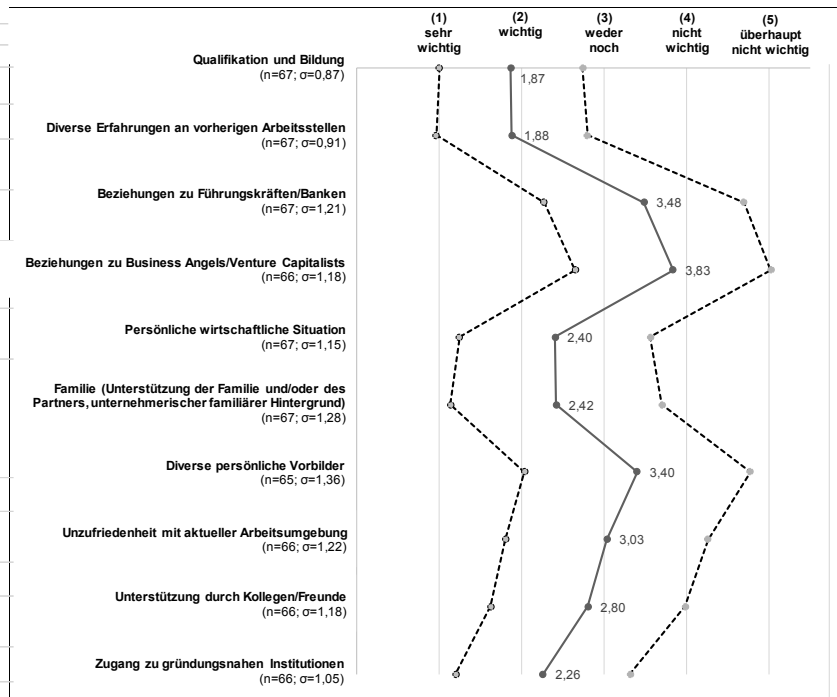 (1)
sehr
wichtig
(2)
wichtig
(3)
weder
noch
(4)
nicht
wichtig
(5)
überhaupt
nicht wichtig
Qualifikation und Bildung
(n=67; σ=0,87)
1,87
Diverse Erfahrungen an vorherigen Arbeitsstellen
(n=67; σ=0,91)
1,88
Beziehungen zu Führungskräften/Banken
(n=67; σ=1,21)
3,48
Beziehungen zu Business Angels/Venture Capitalists
(n=66; σ=1,18)
3,83
Persönliche wirtschaftliche Situation
(n=67; σ=1,15)
2,40
Familie (Unterstützung der Familie und/oder des
Partners, unternehmerischer familiärer Hintergrund)
(n=67; σ=1,28)
2,42
Diverse persönliche Vorbilder
(n=65; σ=1,36)
3,40
Unzufriedenheit mit aktueller Arbeitsumgebung
(n=66; σ=1,22)
3,03
Unterstützung durch Kollegen/Freunde
(n=66; σ=1,18)
2,80
Zugang zu gründungsnahen Institutionen
(n=66; σ=1,05)
2,26